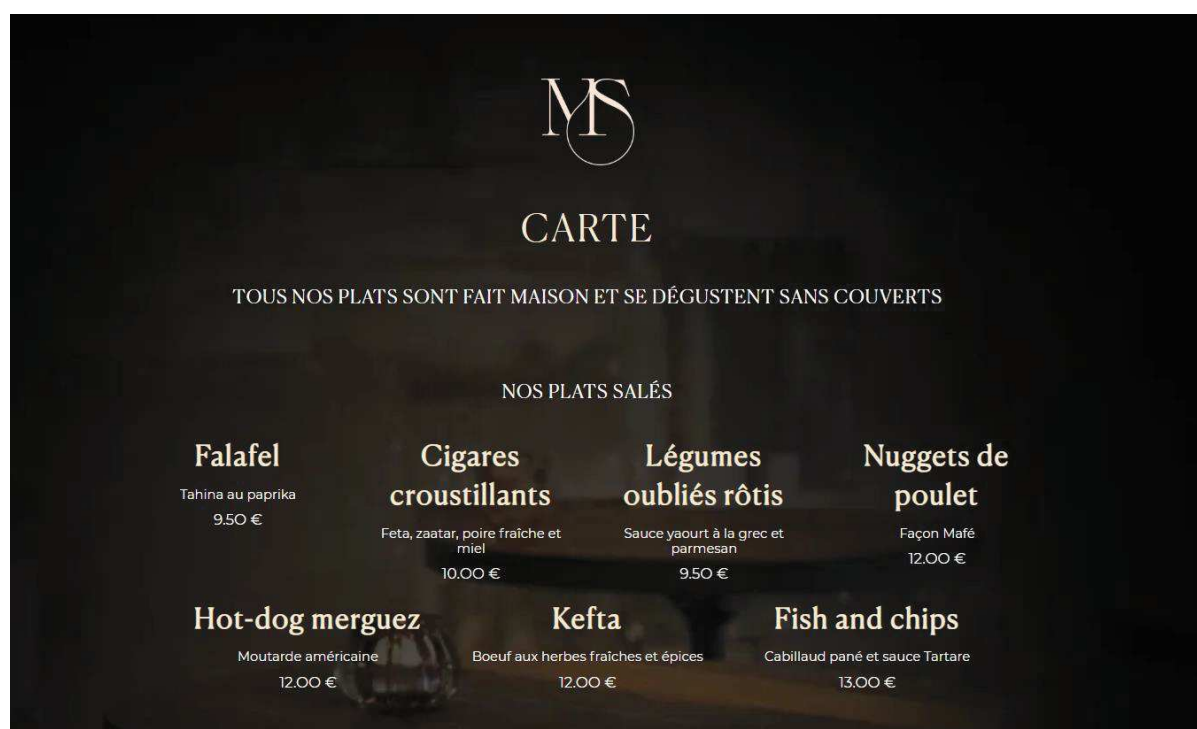 MS
CARTE
TOUS NOS PLATS SONT FAIT MAISON ET SE DÉGUSTENT SANS COUVERTS
NOS PLATS SALÉS
Falafel
Tahina au paprika
9.50 €
Cigares
croustillants
Feta, zaatar, poire fraîche et
miel
10.00 €
Légumes
oubliés rôtis
Sauce yaourt à la grec et
parmesan
9.50 €
Nuggets de
poulet
Façon Mafé
12.00 €
Hot-dog merguez
Moutarde américaine
12.00 €
Kefta
Boeuf aux herbes fraîches et épices
12.00 €
Fish and chips
Cabillaud pané et sauce Tartare
13.00 €